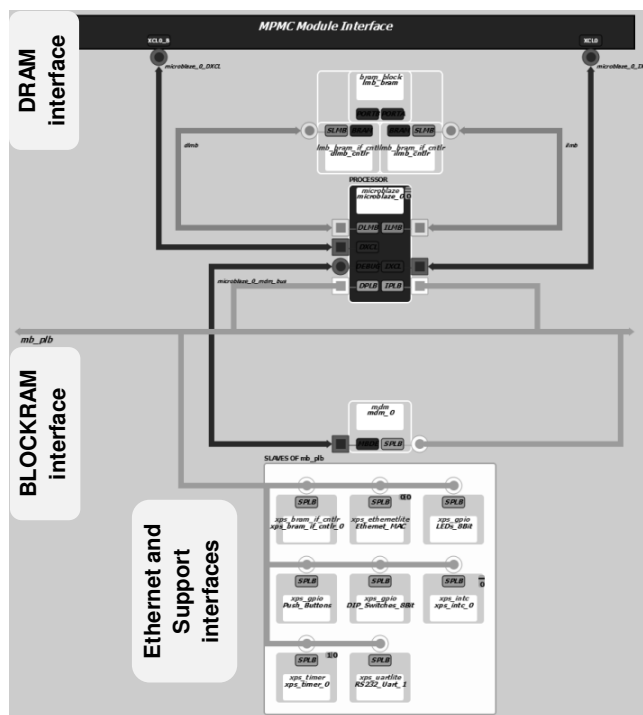 MPMC Module Interface
XCL0_B
XCL0
microblaze_0_DXCL
microblaze_0_IX
DRAM
interface
bram_block
lmb_bram
PORTB PORTA
SLMB BRAM
BRAM SLMB
lmb_bram_if_cntlr
dlmb_cntlr
lmb_bram_if_cntlr
ilmb_cntlr
dlmb
ilmb
PROCESSOR
microblaze
microblaze_0
DLMB ILMB
DXCL
DEBUG IXCL
microblaze_0_mdm_bus
DPLB IPLB
mb_plb
BLOCKRAM
interface
mdm
mdm_0
SPLB
SLAVES OF mb_plb
SPLB
xps_bram_if_cntlr
xps_bram_if_cntlr_0
SPLB
xps_ethernetlite
Ethernet_MAC
SPLB
xps_gpio
LEDs_8Bit
Ethernet and
Support
interfaces
SPLB
xps_gpio
Push_Buttons
SPLB
xps_gpio
DIP_Switches_8Bit
SPLB
xps_intc
xps_intc_0
SPLB
xps_timer
xps_timer_0
SPLB
xps_uartlite
RS232_Uart_1